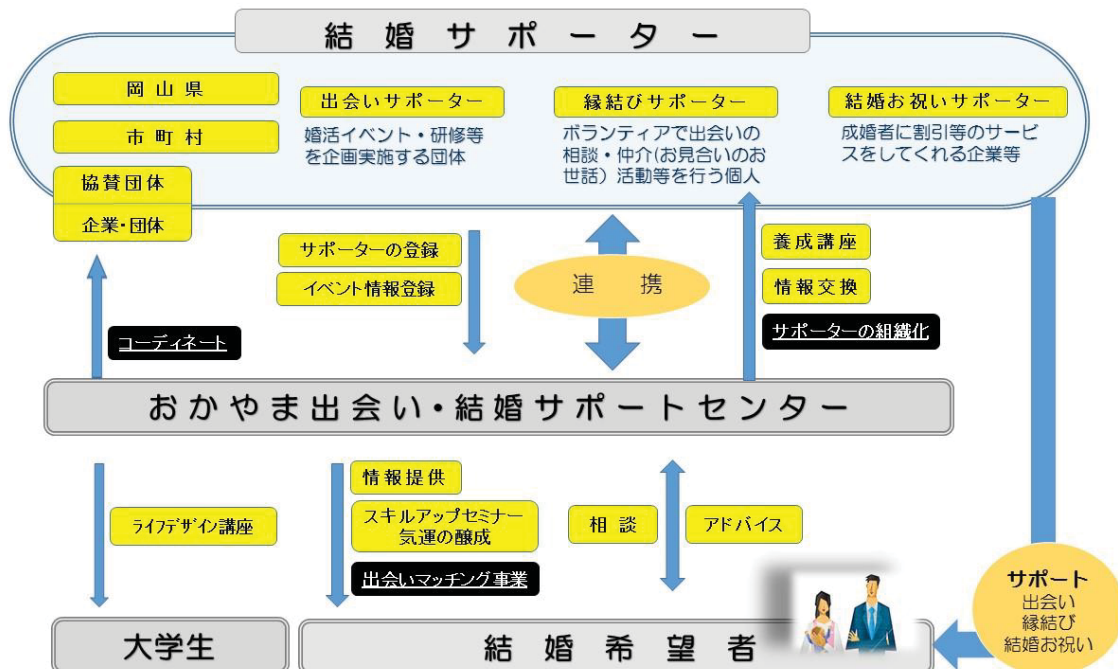 結婚サポーター
岡山県
市町村
協賛団体
企業・団体
出会いサポーター
婚活イベント・研修等
を企画実施する団体
縁結びサポーター
ボランティアで出会いの
相談・仲介(お見合いのお
世話)活動等を行う個人
結婚お祝いサポーター
成婚者に割引等のサービ
スをしてくれる企業等
コーディネート
サポーターの登録
イベント情報登録
連携
養成講座
情報交換
サポーターの組織化
おかやま出会い・結婚サポートセンター
ライフデザイン講座
情報提供
スキルアップセミナー
気運の醸成
出会いマッチング事業
相談
アドバイス
サポート
出会い
縁結び
結婚お祝い
大学生
結婚希望者